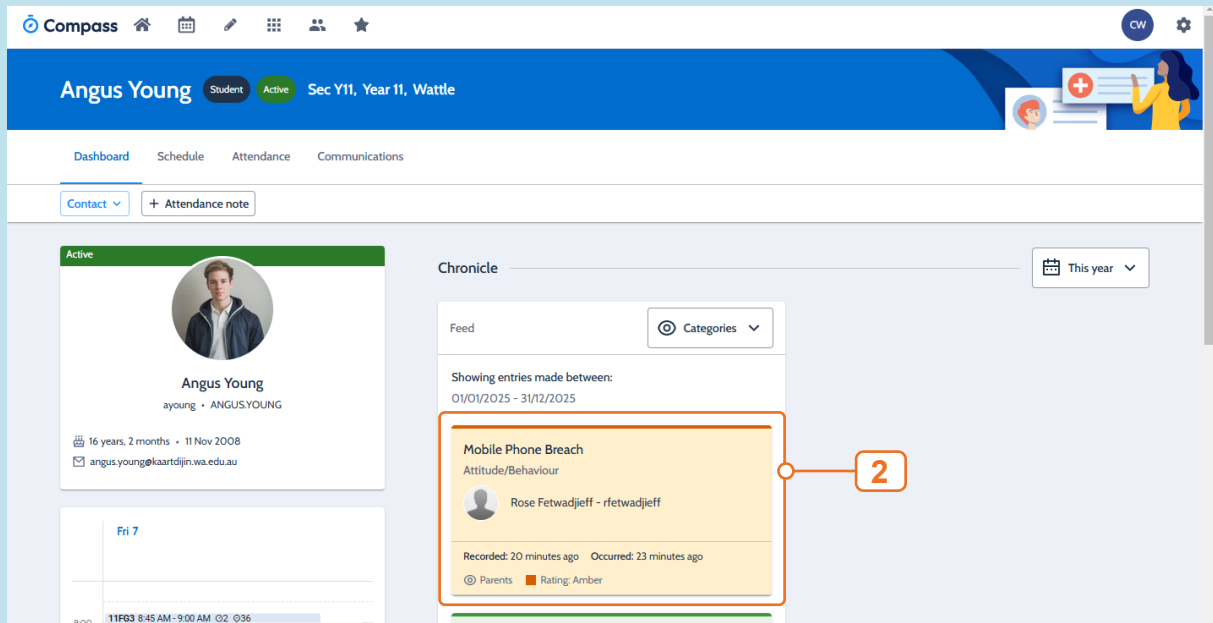 Compass
CW
Angus Young Student Active Sec Y11, Year 11, Wattle
Dashboard Schedule Attendance Communications
Contact + Attendance note
Active
Angus Young
ayoung • ANGUS.YOUNG
16 years, 2 months • 11 Nov 2008
angus.young@kaartdijin.wa.edu.au
Fri 7
9:00
11FG3 8:45 AM - 9:00 AM 2 36
Chronicle
This year
Feed
Categories
Showing entries made between:
01/01/2025 - 31/12/2025
Mobile Phone Breach
Attitude/Behaviour
Rose Fetwadjieff - rfetwadjieff
Recorded: 20 minutes ago Occurred: 23 minutes ago
Parents Rating: Amber
2